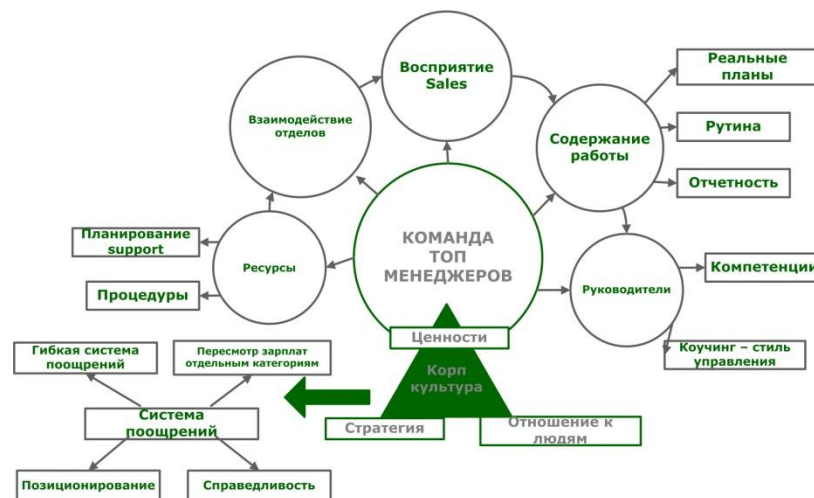 Восприятие
Sales
Реальные
планы
Взаимодействие
отделов
Рутина
Содержание
работы
Отчетность
КОМАНДА
ТОП
МЕНЕДЖЕРОВ
Планирование
support
Ресурсы
Процедуры
Компетенции
Руководители
Ценности
Коучинг – стиль
управления
Гибкая система
поощрений
Пересмотр зарплат
отдельным категориям
Корп
культура
Система
поощрений
Стратегия
Отношение к
людям
Позиционирование
Справедливость